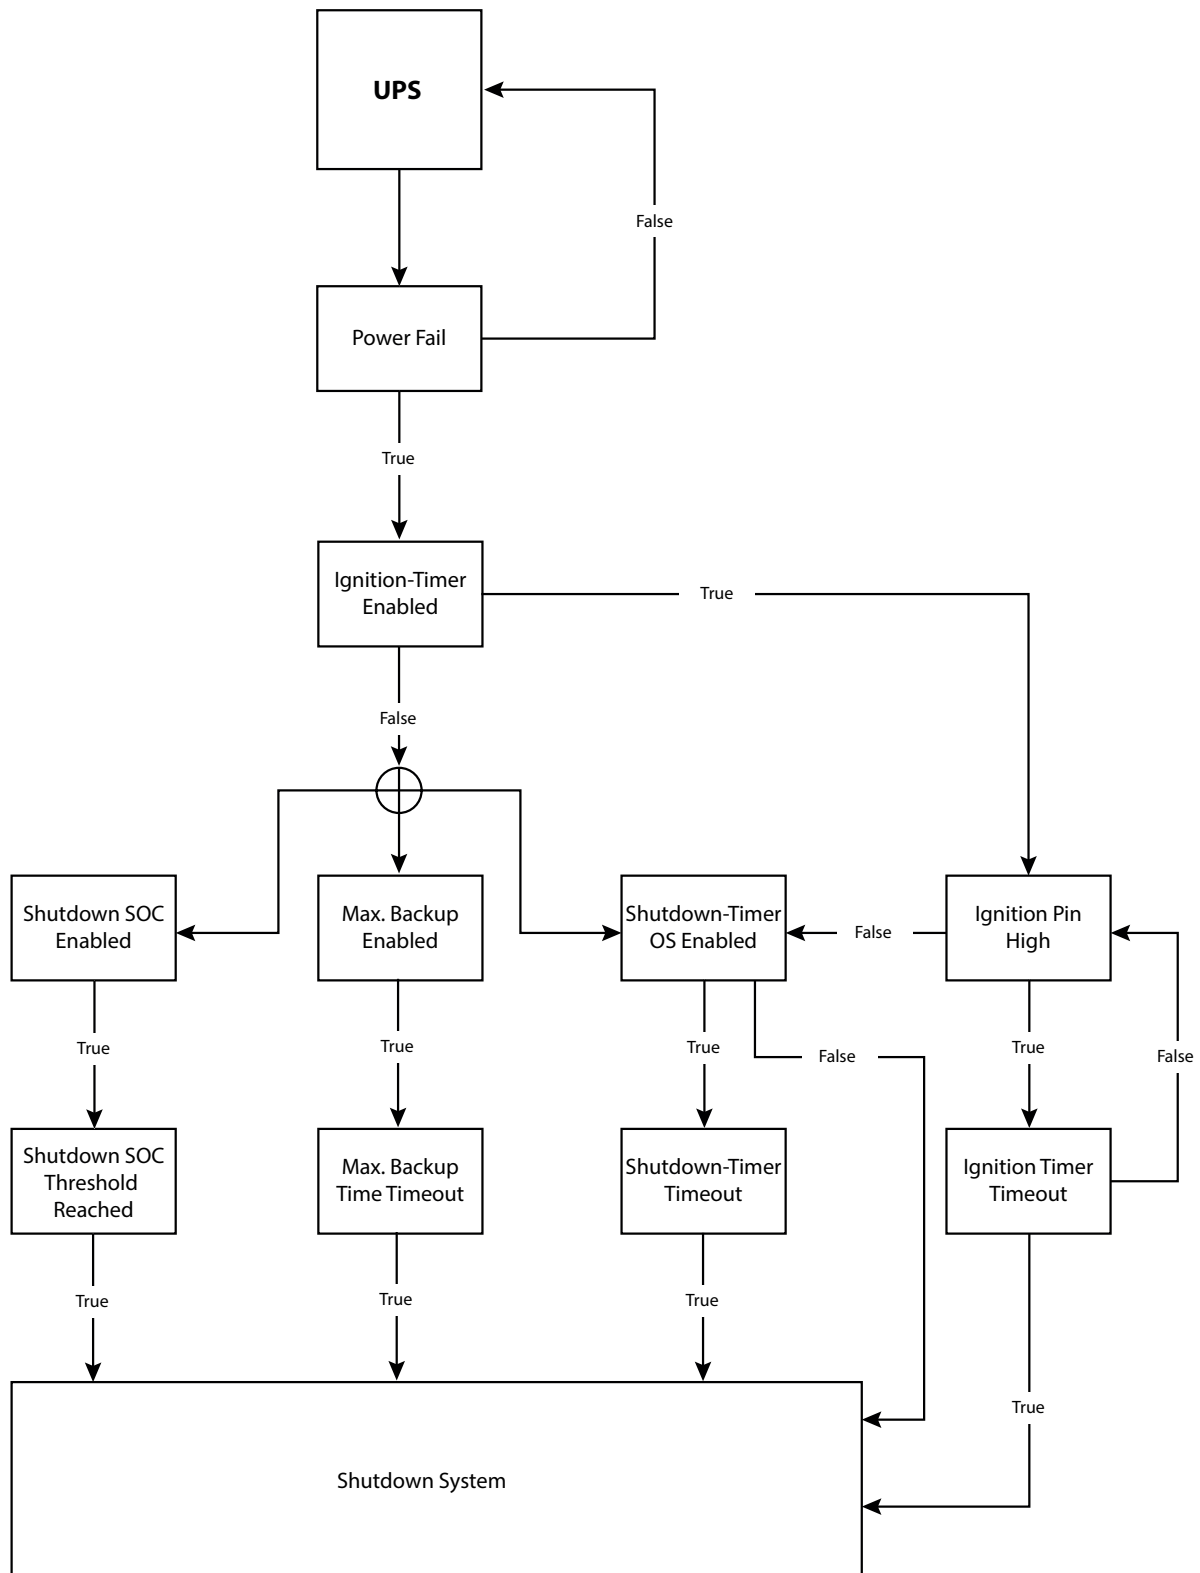 UPS
False
Power Fail
True
Ignition-Timer
Enabled
True
False
Shutdown SOC
Enabled
Max. Backup
Enabled
Shutdown-Timer
OS Enabled
False
Ignition Pin
High
True
True
True
False
True
False
Shutdown SOC
Threshold
Reached
Max. Backup
Time Timeout
Shutdown-Timer
Timeout
Ignition Timer
Timeout
True
True
True
True
Shutdown System